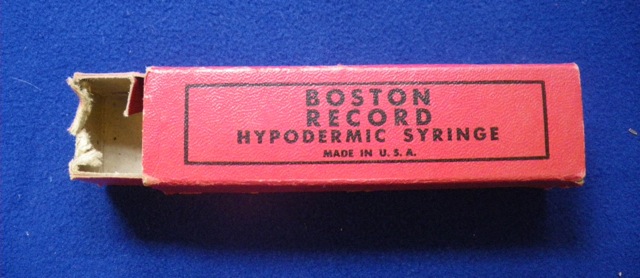 BOSTON
RECORD
HYPODERMIC SYRINGE
MADE IN U. S. A.